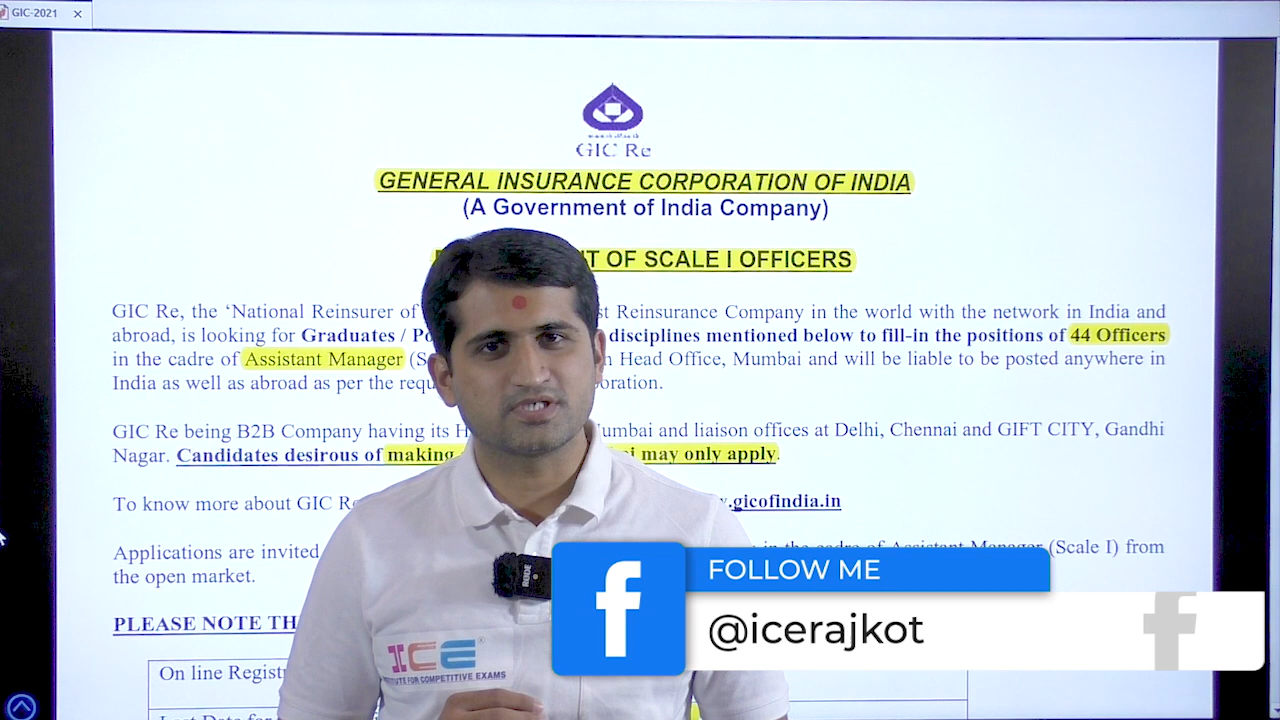 GIC-2021
GIC Re
GENERAL INSURANCE CORPORATION OF INDIA
(A Government of India Company)
T OF SCALE I OFFICERS
GIC Re, the ‘National Reinsurer of st Reinsurance Company in the world with the network in India and
abroad, is looking for Graduates / Po disciplines mentioned below to fill-in the positions of 44 Officers
in the cadre of Assistant Manager (S n Head Office, Mumbai and will be liable to be posted anywhere in
India as well as abroad as per the requ oration.
GIC Re being B2B Company having its H Mumbai and liaison offices at Delhi, Chennai and GIFT CITY, Gandhi
Nagar. Candidates desirous of making may only apply.
To know more about GIC Re .gicofindia.in
Applications are invited in the cadre of Assistant Manager (Scale I) from
the open market.
PLEASE NOTE TH
On line Registr
RODE
ICE
INSTITUTE FOR COMPETITIVE EXAMS
f
FOLLOW ME
@icerajkot
f